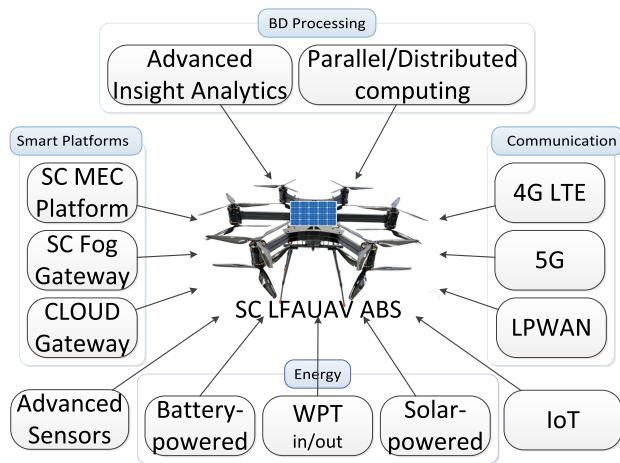 BD Processing
Advanced
Insight Analytics
Parallel/Distributed
computing
Smart Platforms
SC MEC
Platform
SC Fog
Gateway
CLOUD
Gateway
Communication
4G LTE
5G
LPWAN
SC LFAUAV ABS
Energy
Advanced
Sensors
Battery-
powered
WPT
in/out
Solar-
powered
IoT